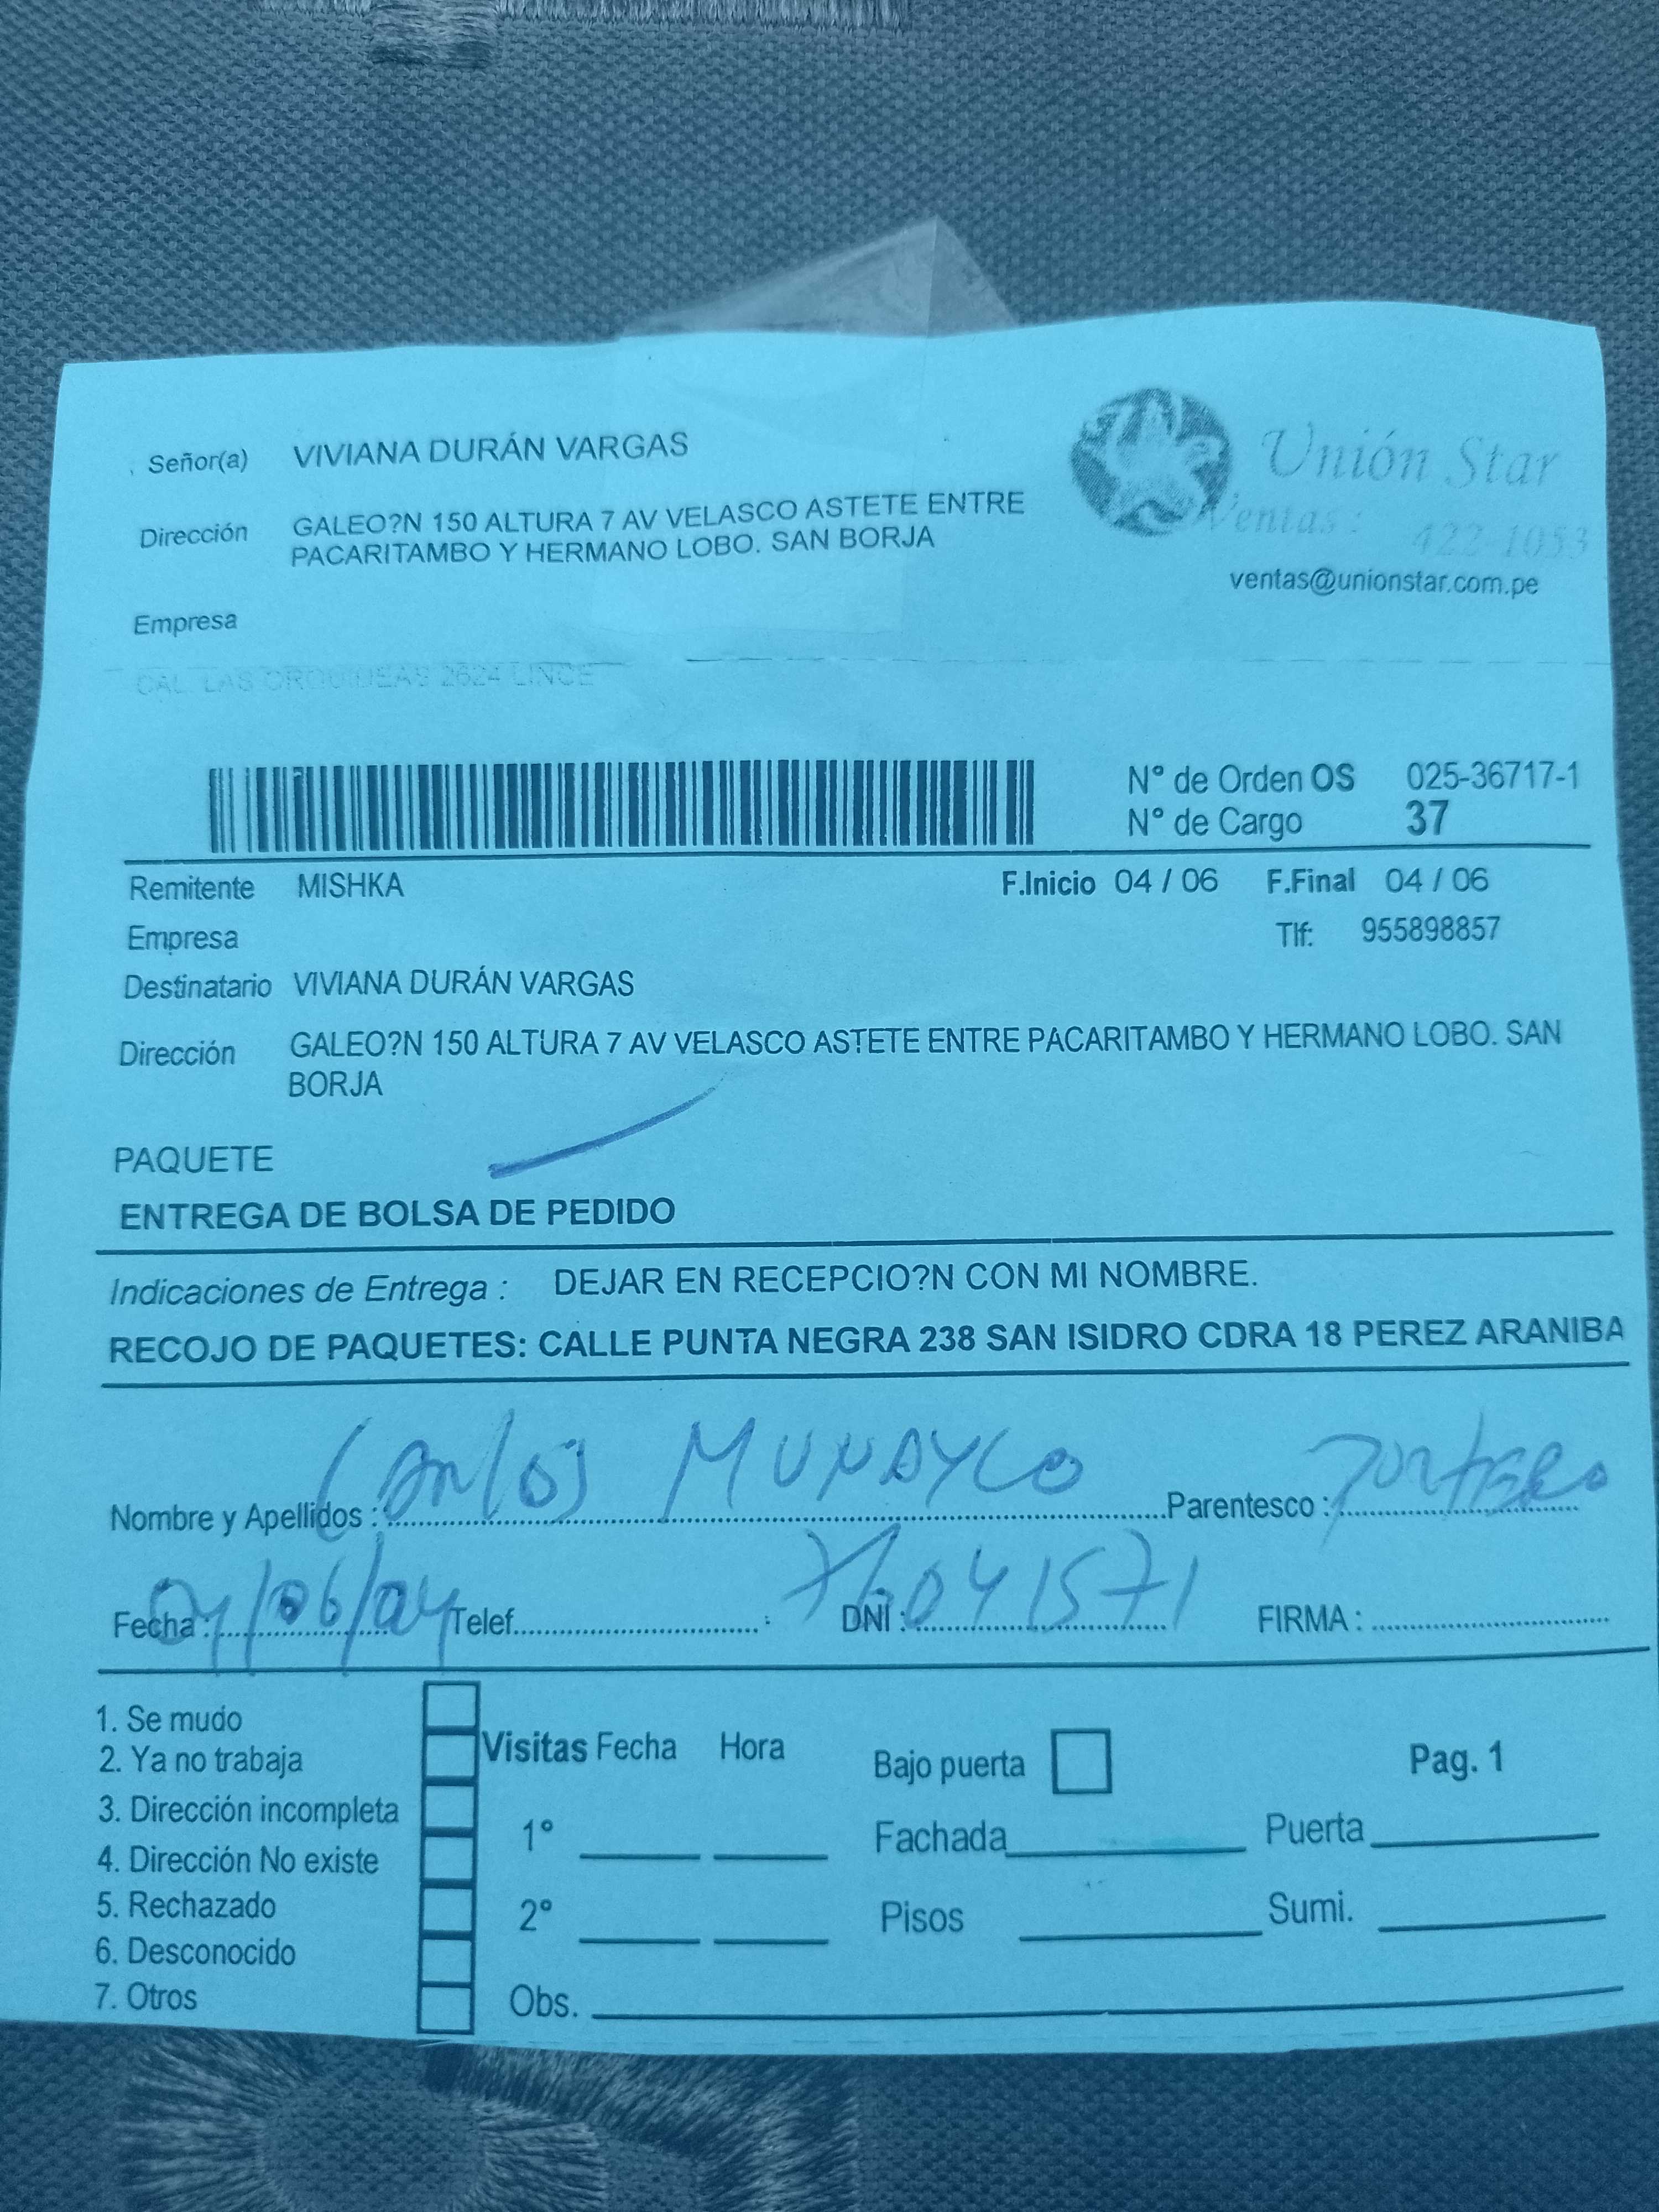 Señor(a) VIVIANA DURÁN VARGAS
Unión Star
Dirección GALEO?N 150 ALTURA 7 AV VELASCO ASTETE ENTRE
PACARITAMBO Y HERMANO LOBO. SAN BORJA
Ventas: 422-1053
ventas@unionstar.com.pe
Empresa
CAL. LAS ORQUIDEAS 2624 LINCE
N° de Orden OS 025-36717-1
N° de Cargo 37
Remitente MISHKA F.Inicio 04 / 06 F.Final 04 / 06
Empresa Tlf: 955898857
Destinatario VIVIANA DURÁN VARGAS
Dirección GALEO?N 150 ALTURA 7 AV VELASCO ASTETE ENTRE PACARITAMBO Y HERMANO LOBO. SAN
BORJA
PAQUETE
ENTREGA DE BOLSA DE PEDIDO
Indicaciones de Entrega : DEJAR EN RECEPCIO?N CON MI NOMBRE.
RECOJO DE PAQUETES: CALLE PUNTA NEGRA 238 SAN ISIDRO CDRA 18 PEREZ ARANIBA
Nombre y Apellidos : Carlos MUNAYCO Parentesco : Portero
Fecha : Telef. DNI : 76041571 FIRMA :
1. Se mudo
2. Ya no trabaja
3. Dirección incompleta
4. Dirección No existe
5. Rechazado
6. Desconocido
7. Otros
Visitas Fecha Hora
1°
2°
Obs.
Bajo puerta Pag. 1
Fachada Puerta
Pisos Sumi.